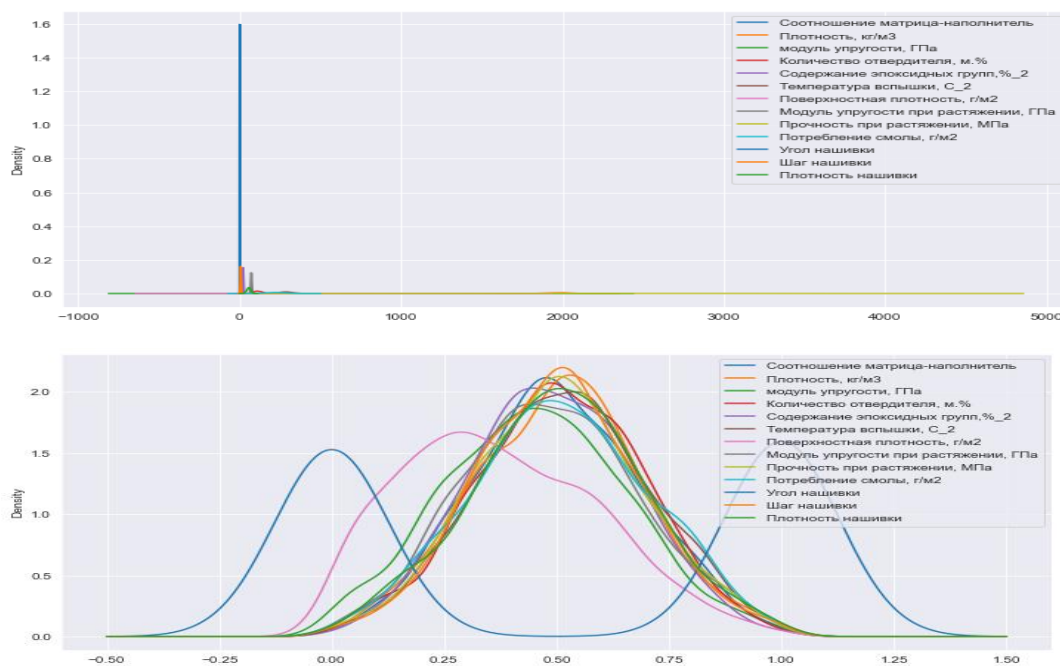 1.6
1.4
1.2
1.0
0.8
0.6
0.4
0.2
0.0
Density
Соотношение матрица-наполнитель
Плотность, кг/м3
модуль упругости, ГПа
Количество отвердителя, м.%
Содержание эпоксидных групп,%_2
Температура вспышки, С_2
Поверхностная плотность, г/м2
Модуль упругости при растяжении, ГПа
Прочность при растяжении, МПа
Потребление смолы, г/м2
Угол нашивки
Шаг нашивки
Плотность нашивки
−1000 0 1000 2000 3000 4000 5000
2.0
1.5
1.0
0.5
0.0
Density
Соотношение матрица-наполнитель
Плотность, кг/м3
модуль упругости, ГПа
Количество отвердителя, м.%
Содержание эпоксидных групп,%_2
Температура вспышки, С_2
Поверхностная плотность, г/м2
Модуль упругости при растяжении, ГПа
Прочность при растяжении, МПа
Потребление смолы, г/м2
Угол нашивки
Шаг нашивки
Плотность нашивки
−0.50 −0.25 0.00 0.25 0.50 0.75 1.00 1.25 1.50